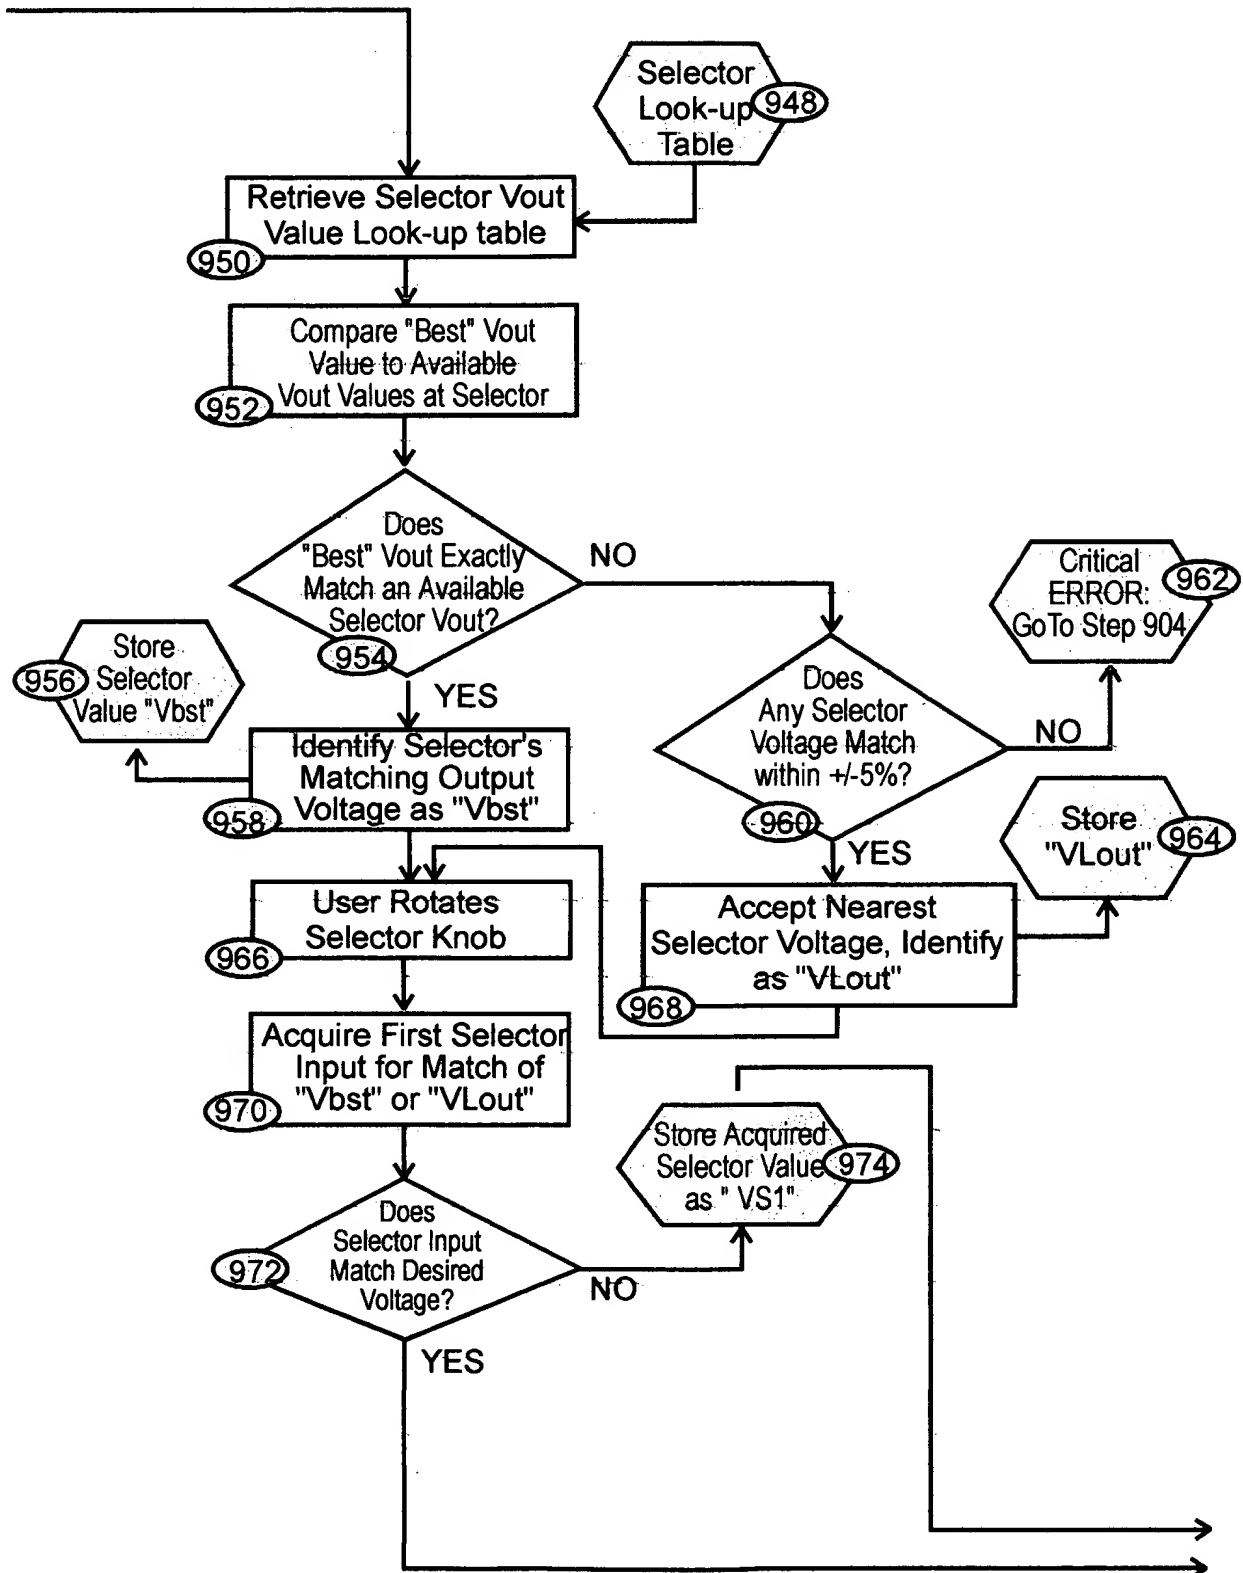 Selector
Look-up
Table
948
Retrieve Selector Vout
Value Look-up table
950
Compare "Best" Vout
Value to Available
Vout Values at Selector
952
Does
"Best" Vout Exactly
Match an Available
Selector Vout?
954
NO
YES
Store
Selector
Value "Vbst"
956
Identify Selector's
Matching Output
Voltage as "Vbst"
958
Does
Any Selector
Voltage Match
within +/-5%?
960
NO
YES
Critical
ERROR:
GoTo Step 904
962
Store
"VLout"
964
User Rotates
Selector Knob
966
Accept Nearest
Selector Voltage, Identify
as "VLout"
968
Acquire First Selector
Input for Match of
"Vbst" or "VLout"
970
Does
Selector Input
Match Desired
Voltage?
972
NO
YES
Store Acquired
Selector Value
as " VS1"
974